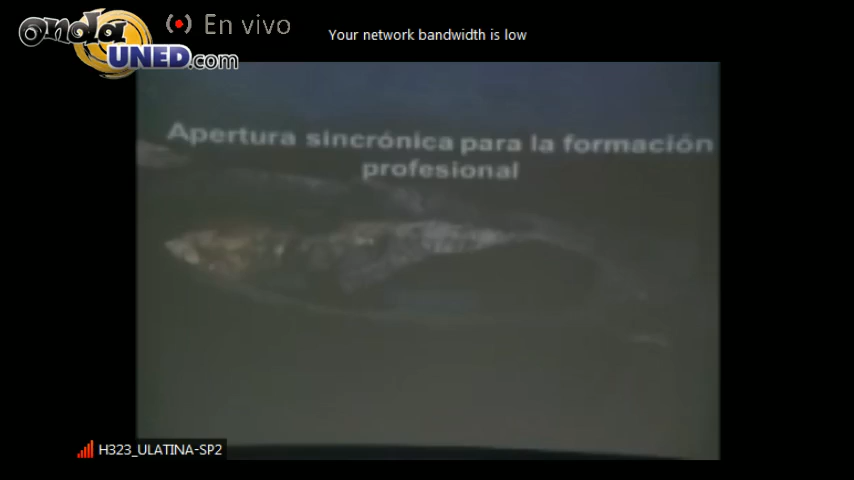 onda
UNED.com
En vivo
Your network bandwidth is low
Apertura sincrónica para la formación
profesional
H323_ULATINA-SP2